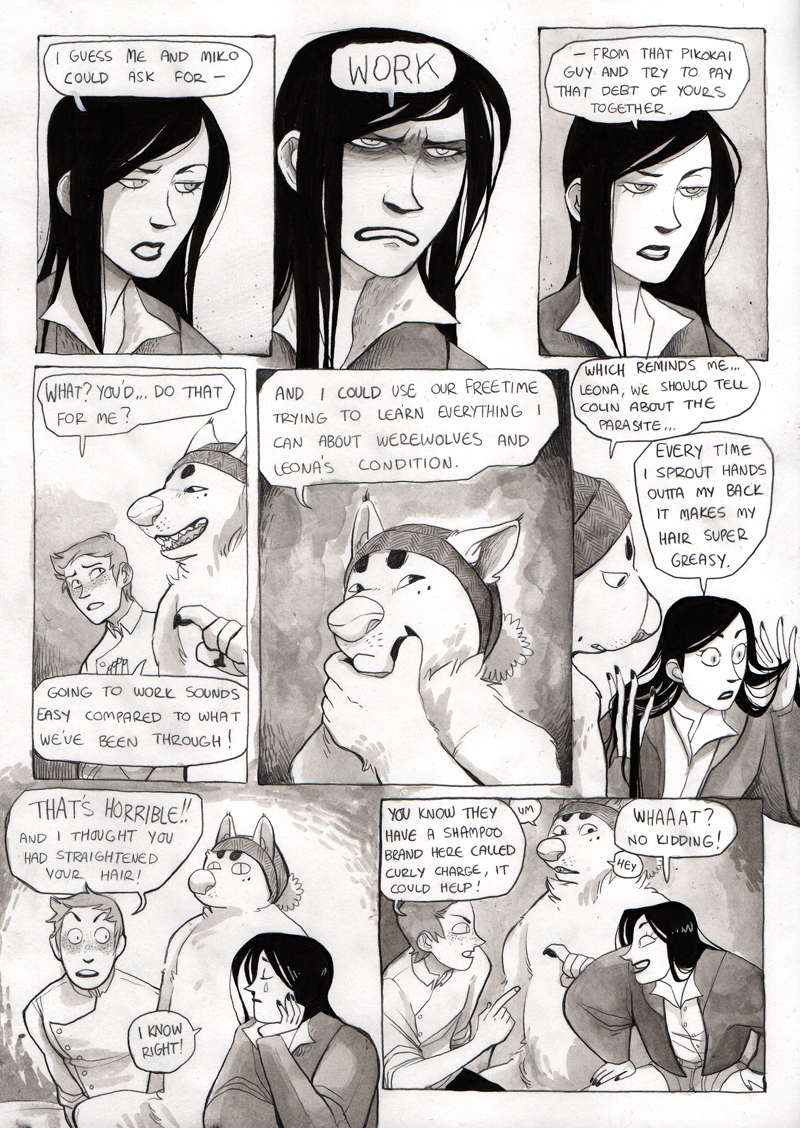 I GUESS ME AND MIKO
COULD ASK FOR —
WORK
— FROM THAT PIKOKAI
GUY AND TRY TO PAY
THAT DEBT OF YOURS
TOGETHER.
WHAT? YOU'D... DO THAT
FOR ME?
GOING TO WORK SOUNDS
EASY COMPARED TO WHAT
WE'VE BEEN THROUGH!
AND I COULD USE OUR FREETIME
TRYING TO LEARN EVERYTHING I
CAN ABOUT WEREWOLVES AND
LEONA'S CONDITION.
WHICH REMINDS ME...
LEONA, WE SHOULD TELL
COLIN ABOUT THE
PARASITE...
EVERY TIME
I SPROUT HANDS
OUTTA MY BACK
IT MAKES MY
HAIR SUPER
GREASY.
THAT'S HORRIBLE!!
AND I THOUGHT YOU
HAD STRAIGHTENED
YOUR HAIR!
I KNOW
RIGHT!
YOU KNOW THEY
HAVE A SHAMPOO
BRAND HERE CALLED
CURLY CHARGE, IT
COULD HELP!
UM
HEY
WHAAAT?
NO KIDDING!